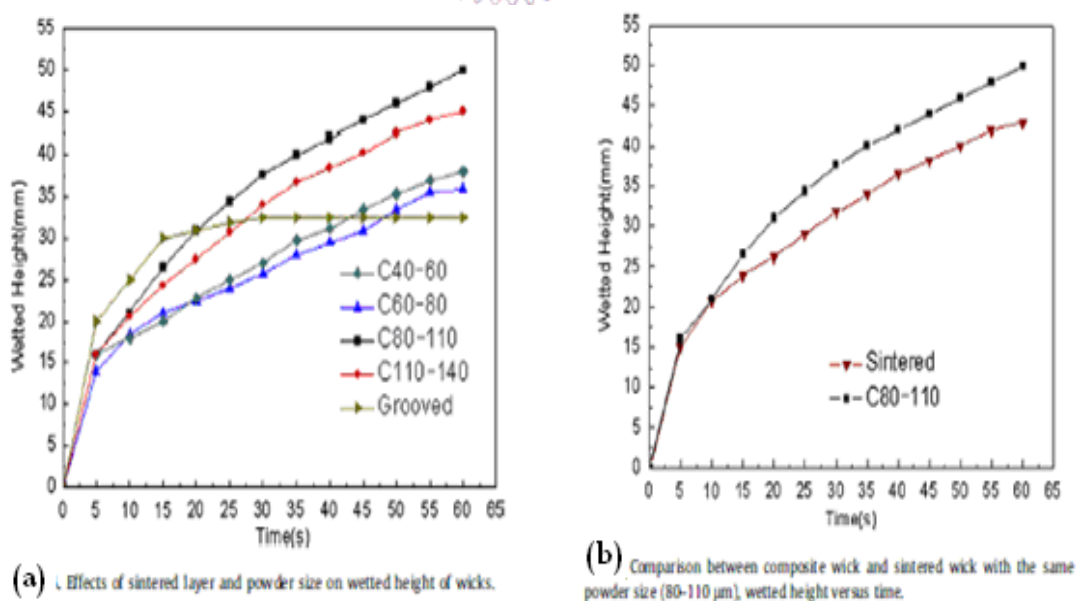 55
50
45
40
35
30
25
20
15
10
5
0
Wetted Height(mm)
C40-60
C60-80
C80-110
C110-140
Grooved
0 5 10 15 20 25 30 35 40 45 50 55 60 65
Time(s)
(a) Effects of sintered layer and powder size on wetted height of wicks.
55
50
45
40
35
30
25
20
15
10
5
0
Wetted Height(mm)
Sintered
C80-110
0 5 10 15 20 25 30 35 40 45 50 55 60 65
Time(s)
(b) Comparison between composite wick and sintered wick with the same
powder size (80-110 μm), wetted height versus time.